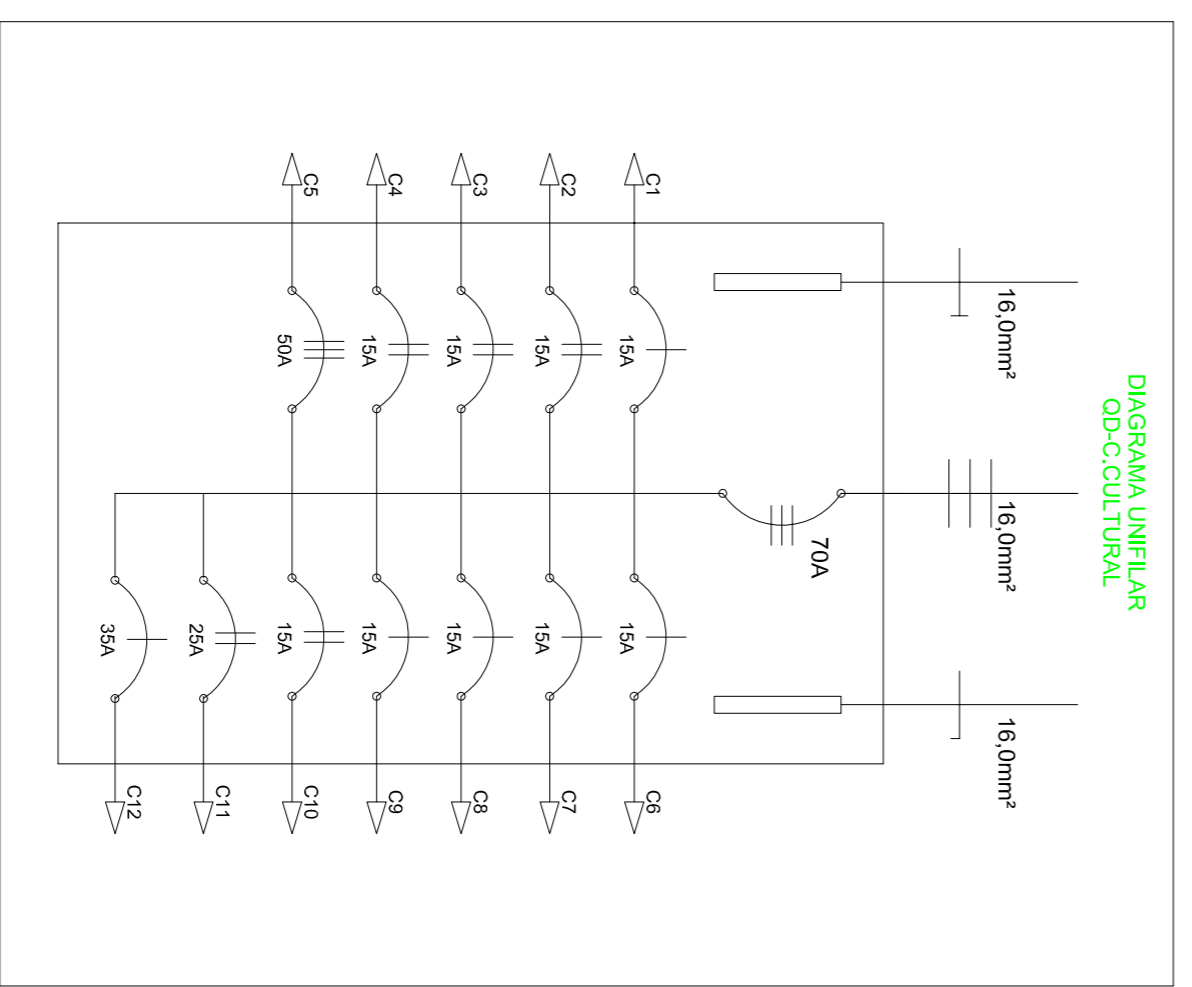 DIAGRAMA UNIFILAR
QD-C.CULTURAL
16,0mm²
16,0mm²
16,0mm²
70A
C1
15A
15A
C6
C2
15A
15A
C7
C3
15A
15A
C8
C4
15A
15A
C9
C5
50A
15A
C10
25A
C11
35A
C12